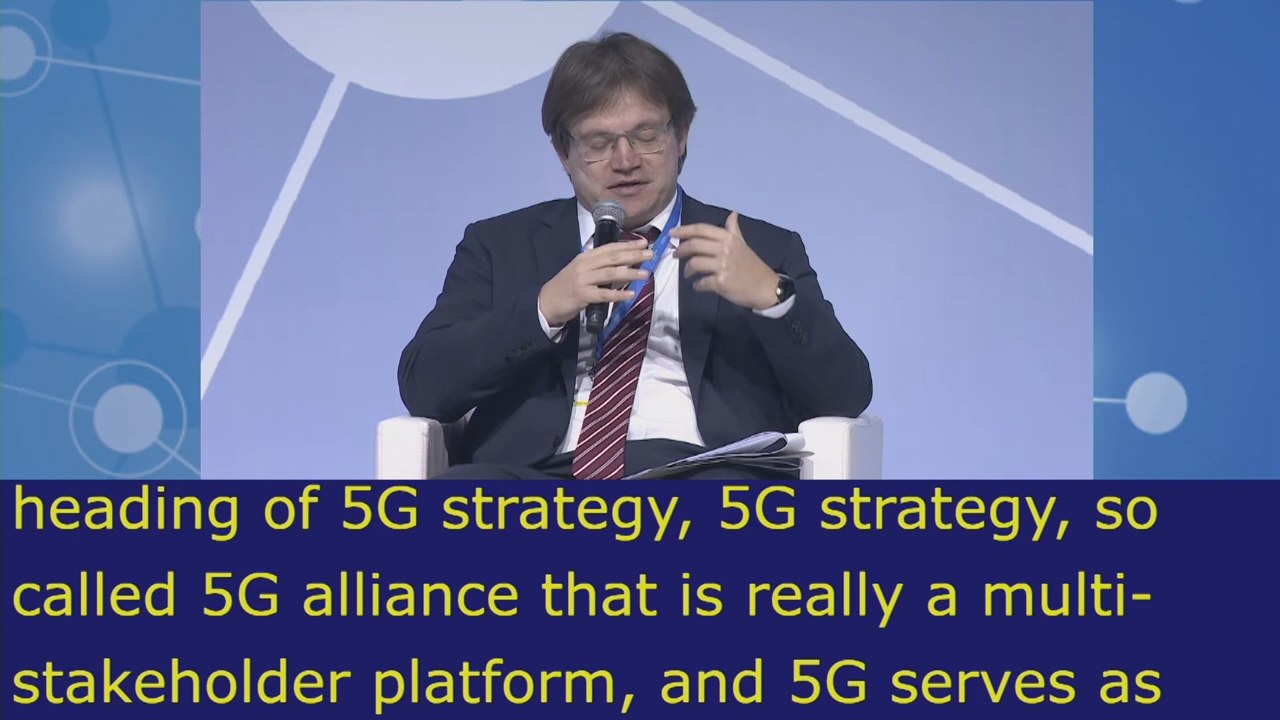 heading of 5G strategy, 5G strategy, so
called 5G alliance that is really a multi-
stakeholder platform, and 5G serves as